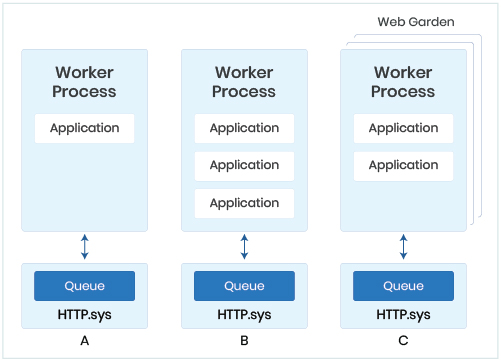 Web Garden
Worker
Process
Application
Queue
HTTP.sys
A
Worker
Process
Application
Application
Application
Queue
HTTP.sys
B
Worker
Process
Application
Application
Queue
HTTP.sys
C